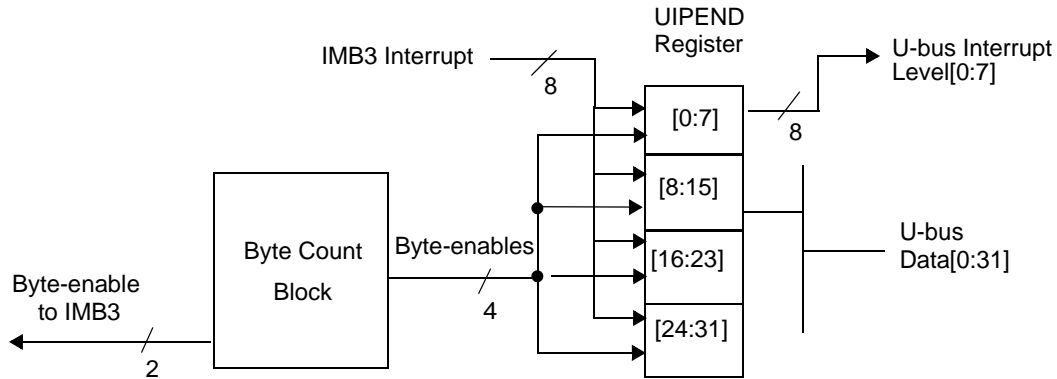 UIPEND
Register
IMB3 Interrupt
8
U-bus Interrupt
Level[0:7]
[0:7]
8
[8:15]
Byte Count
Block
Byte-enables
4
[16:23]
U-bus
Data[0:31]
Byte-enable
to IMB3
2
[24:31]